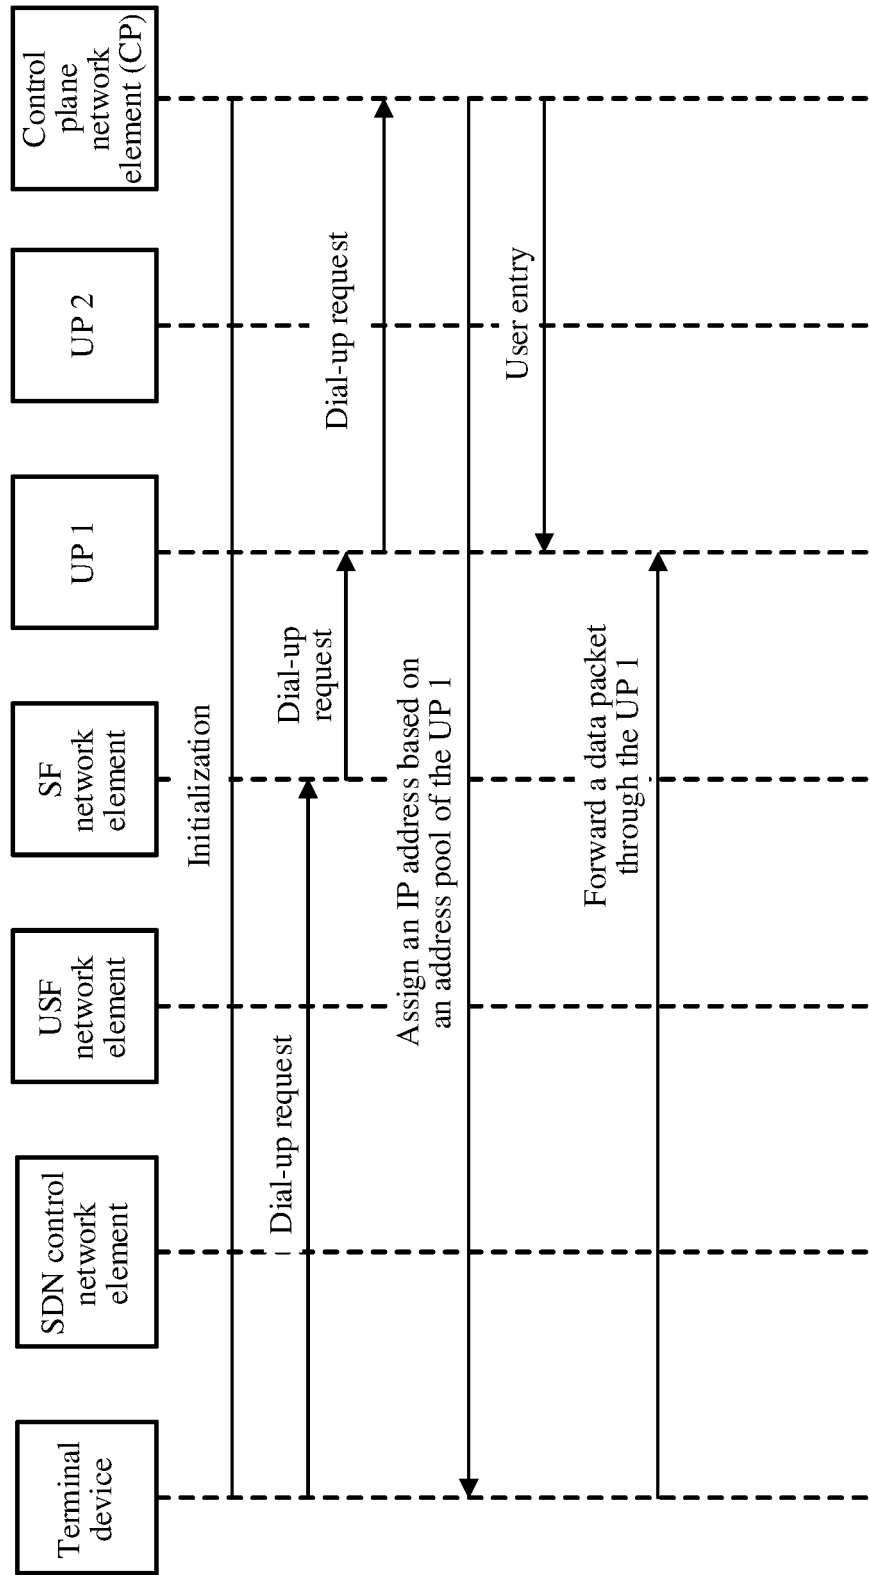 Terminal
device
SDN control
network
element
USF
network
element
SF
network
element
UP 1
UP 2
Control
plane
network
element (CP)
Initialization
Dial-up request
Dial-up
request
Dial-up request
Assign an IP address based on
an address pool of the UP 1
User entry
Forward a data packet
through the UP 1